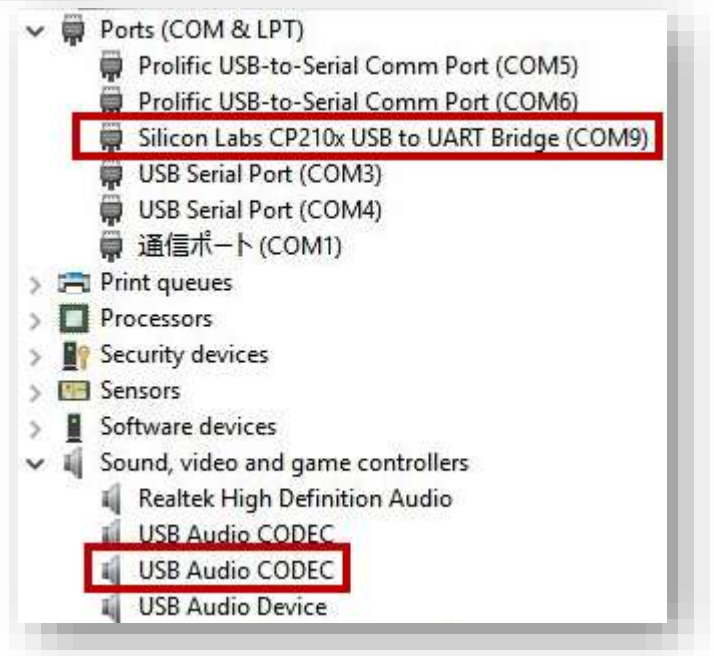 Ports (COM & LPT)
Prolific USB-to-Serial Comm Port (COM5)
Prolific USB-to-Serial Comm Port (COM6)
Silicon Labs CP210x USB to UART Bridge (COM9)
USB Serial Port (COM3)
USB Serial Port (COM4)
通信ポート (COM1)
Print queues
Processors
Security devices
Sensors
Software devices
Sound, video and game controllers
Realtek High Definition Audio
USB Audio CODEC
USB Audio CODEC
USB Audio Device